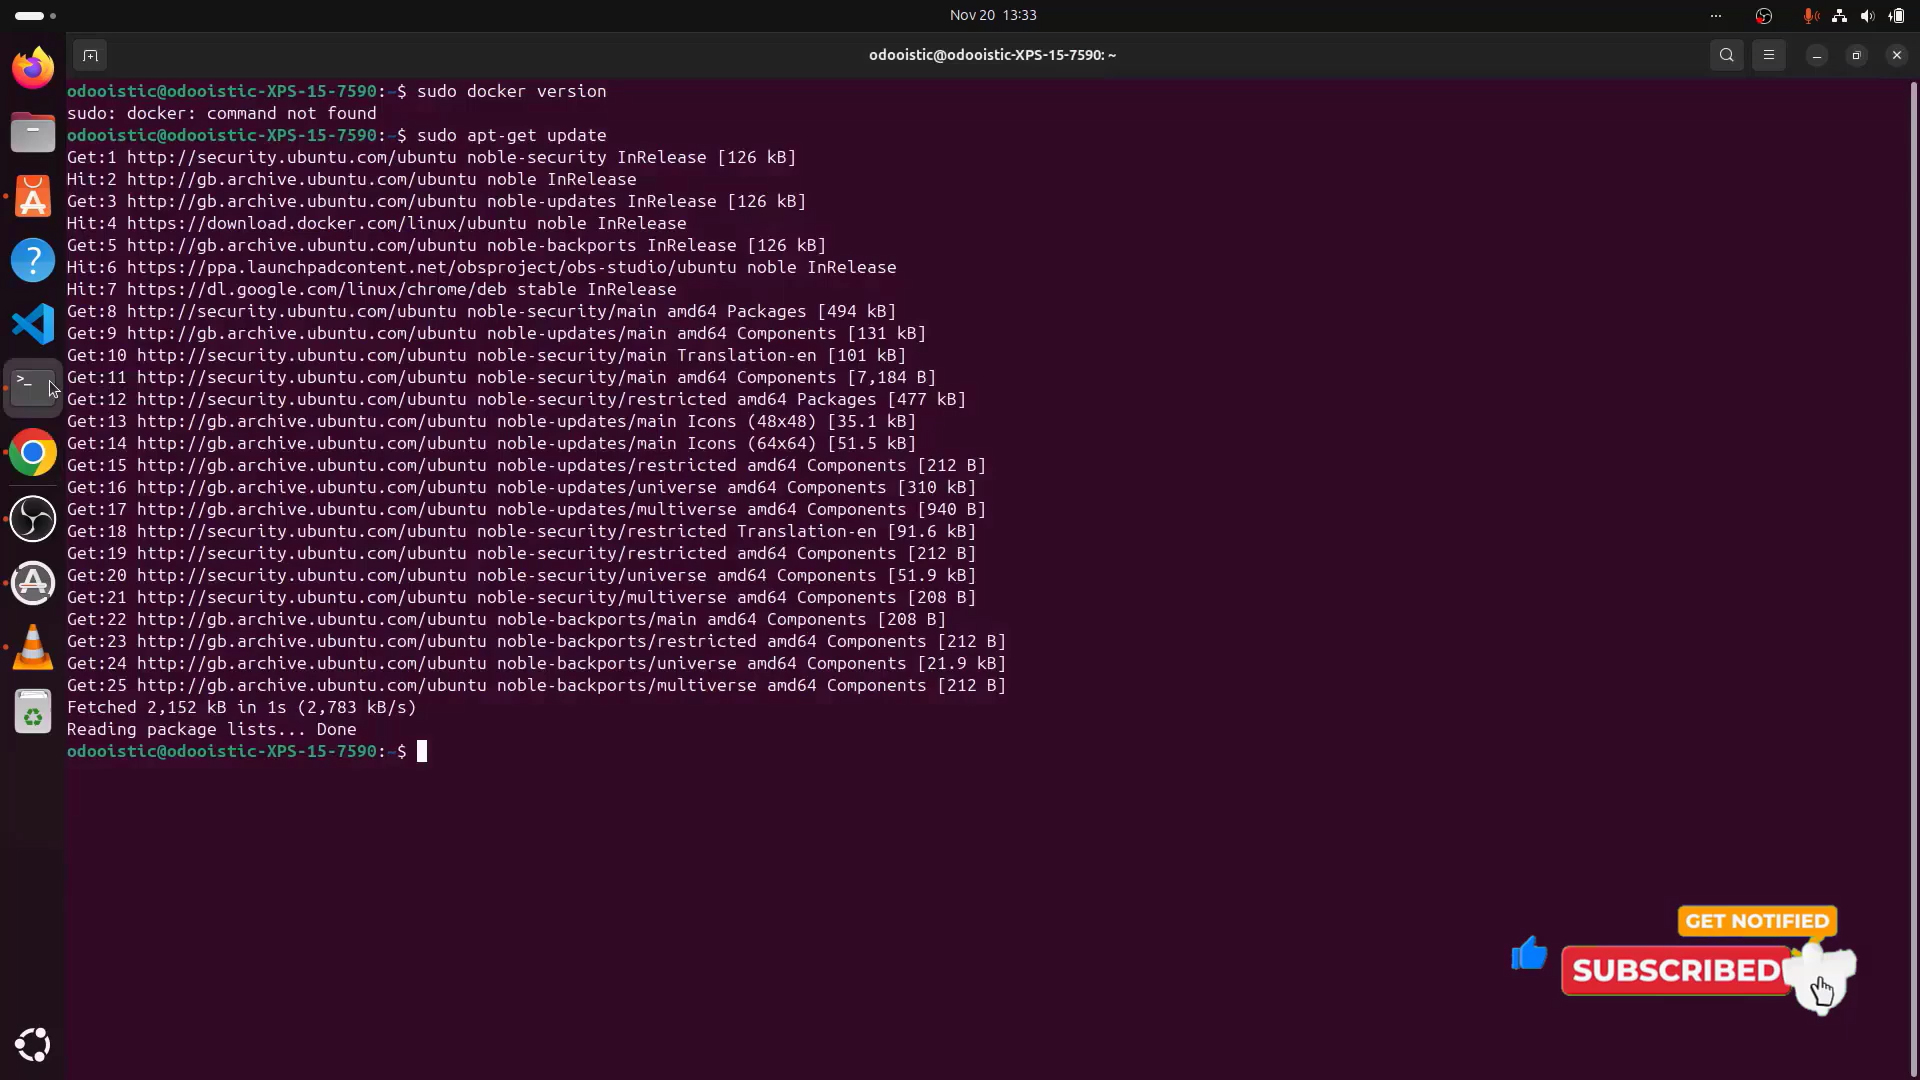 Nov 20 13:33
odooistic@odooistic-XPS-15-7590: ~
odooistic@odooistic-XPS-15-7590:~$ sudo docker version
sudo: docker: command not found
odooistic@odooistic-XPS-15-7590:~$ sudo apt-get update
Get:1 http://security.ubuntu.com/ubuntu noble-security InRelease [126 kB]
Hit:2 http://gb.archive.ubuntu.com/ubuntu noble InRelease
Get:3 http://gb.archive.ubuntu.com/ubuntu noble-updates InRelease [126 kB]
Hit:4 https://download.docker.com/linux/ubuntu noble InRelease
Get:5 http://gb.archive.ubuntu.com/ubuntu noble-backports InRelease [126 kB]
Hit:6 https://ppa.launchpadcontent.net/obsproject/obs-studio/ubuntu noble InRelease
Hit:7 https://dl.google.com/linux/chrome/deb stable InRelease
Get:8 http://security.ubuntu.com/ubuntu noble-security/main amd64 Packages [494 kB]
Get:9 http://gb.archive.ubuntu.com/ubuntu noble-updates/main amd64 Components [131 kB]
Get:10 http://security.ubuntu.com/ubuntu noble-security/main Translation-en [101 kB]
Get:11 http://security.ubuntu.com/ubuntu noble-security/main amd64 Components [7,184 B]
Get:12 http://security.ubuntu.com/ubuntu noble-security/restricted amd64 Packages [477 kB]
Get:13 http://gb.archive.ubuntu.com/ubuntu noble-updates/main Icons (48x48) [35.1 kB]
Get:14 http://gb.archive.ubuntu.com/ubuntu noble-updates/main Icons (64x64) [51.5 kB]
Get:15 http://gb.archive.ubuntu.com/ubuntu noble-updates/restricted amd64 Components [212 B]
Get:16 http://gb.archive.ubuntu.com/ubuntu noble-updates/universe amd64 Components [310 kB]
Get:17 http://gb.archive.ubuntu.com/ubuntu noble-updates/multiverse amd64 Components [940 B]
Get:18 http://security.ubuntu.com/ubuntu noble-security/restricted Translation-en [91.6 kB]
Get:19 http://security.ubuntu.com/ubuntu noble-security/restricted amd64 Components [212 B]
Get:20 http://security.ubuntu.com/ubuntu noble-security/universe amd64 Components [51.9 kB]
Get:21 http://security.ubuntu.com/ubuntu noble-security/multiverse amd64 Components [208 B]
Get:22 http://gb.archive.ubuntu.com/ubuntu noble-backports/main amd64 Components [208 B]
Get:23 http://gb.archive.ubuntu.com/ubuntu noble-backports/restricted amd64 Components [212 B]
Get:24 http://gb.archive.ubuntu.com/ubuntu noble-backports/universe amd64 Components [21.9 kB]
Get:25 http://gb.archive.ubuntu.com/ubuntu noble-backports/multiverse amd64 Components [212 B]
Fetched 2,152 kB in 1s (2,783 kB/s)
Reading package lists... Done
odooistic@odooistic-XPS-15-7590:~$
GET NOTIFIED
SUBSCRIBED